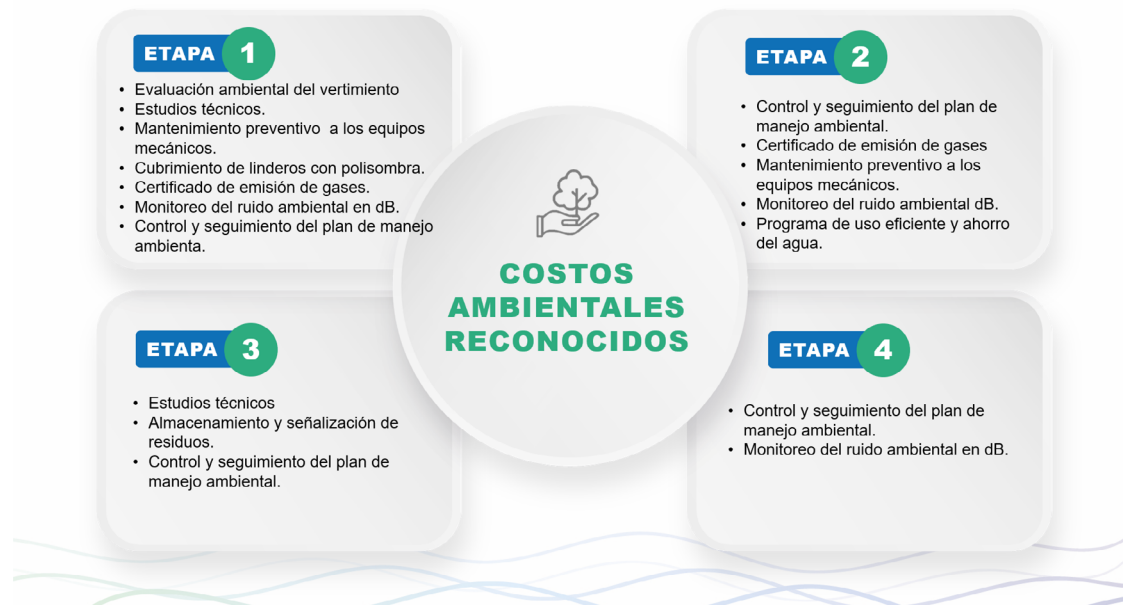 ETAPA 1
• Evaluación ambiental del vertimiento
• Estudios técnicos.
• Mantenimiento preventivo a los equipos
mecánicos.
• Cubrimiento de linderos con polisombra.
• Certificado de emisión de gases.
• Monitoreo del ruido ambiental en dB.
• Control y seguimiento del plan de manejo
ambienta.
ETAPA 2
• Control y seguimiento del plan de
manejo ambiental.
• Certificado de emisión de gases
• Mantenimiento preventivo a los
equipos mecánicos.
• Monitoreo del ruido ambiental dB.
• Programa de uso eficiente y ahorro
del agua.
COSTOS
AMBIENTALES
RECONOCIDOS
ETAPA 3
• Estudios técnicos
• Almacenamiento y señalización de
residuos.
• Control y seguimiento del plan de
manejo ambiental.
ETAPA 4
• Control y seguimiento del plan de
manejo ambiental.
• Monitoreo del ruido ambiental en dB.